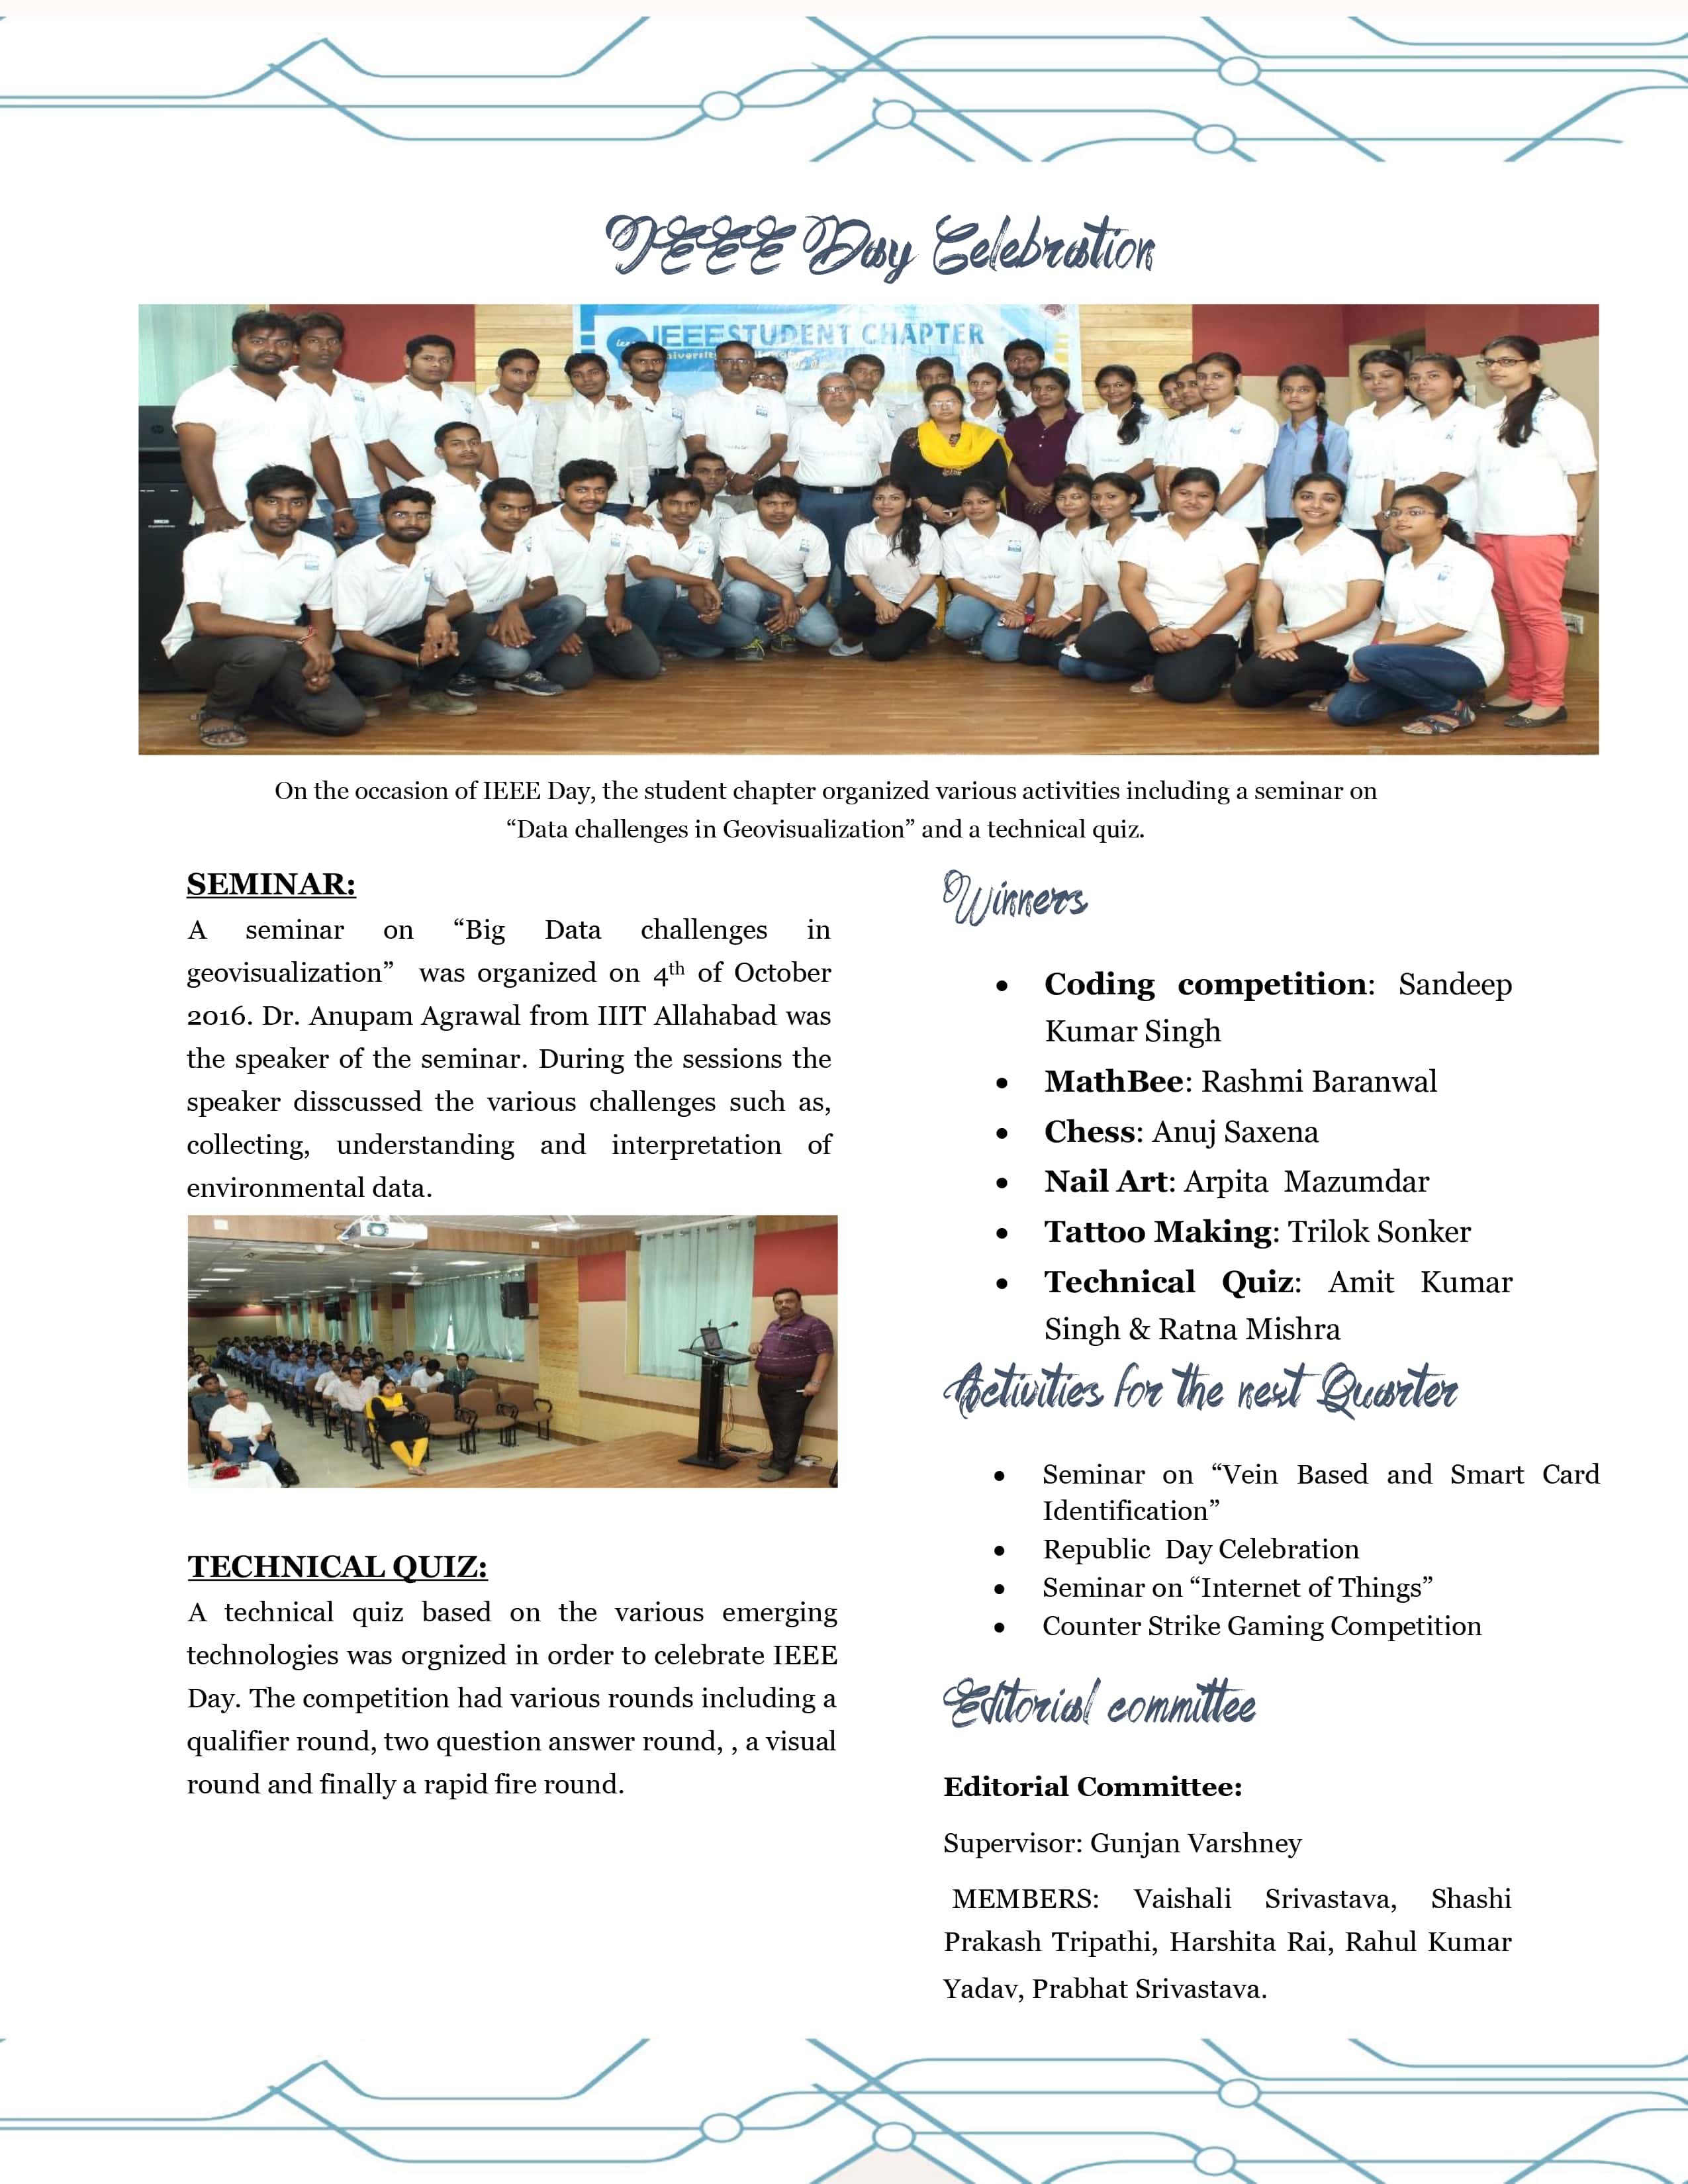 IEEE Day Celebration
IEEE STUDENT CHAPTER
On the occasion of IEEE Day, the student chapter organized various activities including a seminar on
“Data challenges in Geovisualization” and a technical quiz.
SEMINAR:
A seminar on “Big Data challenges in
geovisualization” was organized on 4th of October
2016. Dr. Anupam Agrawal from IIIT Allahabad was
the speaker of the seminar. During the sessions the
speaker disscussed the various challenges such as,
collecting, understanding and interpretation of
environmental data.
TECHNICAL QUIZ:
A technical quiz based on the various emerging
technologies was orgnized in order to celebrate IEEE
Day. The competition had various rounds including a
qualifier round, two question answer round, , a visual
round and finally a rapid fire round.
Winners
• Coding competition: Sandeep
Kumar Singh
• MathBee: Rashmi Baranwal
• Chess: Anuj Saxena
• Nail Art: Arpita Mazumdar
• Tattoo Making: Trilok Sonker
• Technical Quiz: Amit Kumar
Singh & Ratna Mishra
Activities for the next Quarter
• Seminar on “Vein Based and Smart Card
Identification”
• Republic Day Celebration
• Seminar on “Internet of Things”
• Counter Strike Gaming Competition
Editorial committee
Editorial Committee:
Supervisor: Gunjan Varshney
MEMBERS: Vaishali Srivastava, Shashi
Prakash Tripathi, Harshita Rai, Rahul Kumar
Yadav, Prabhat Srivastava.